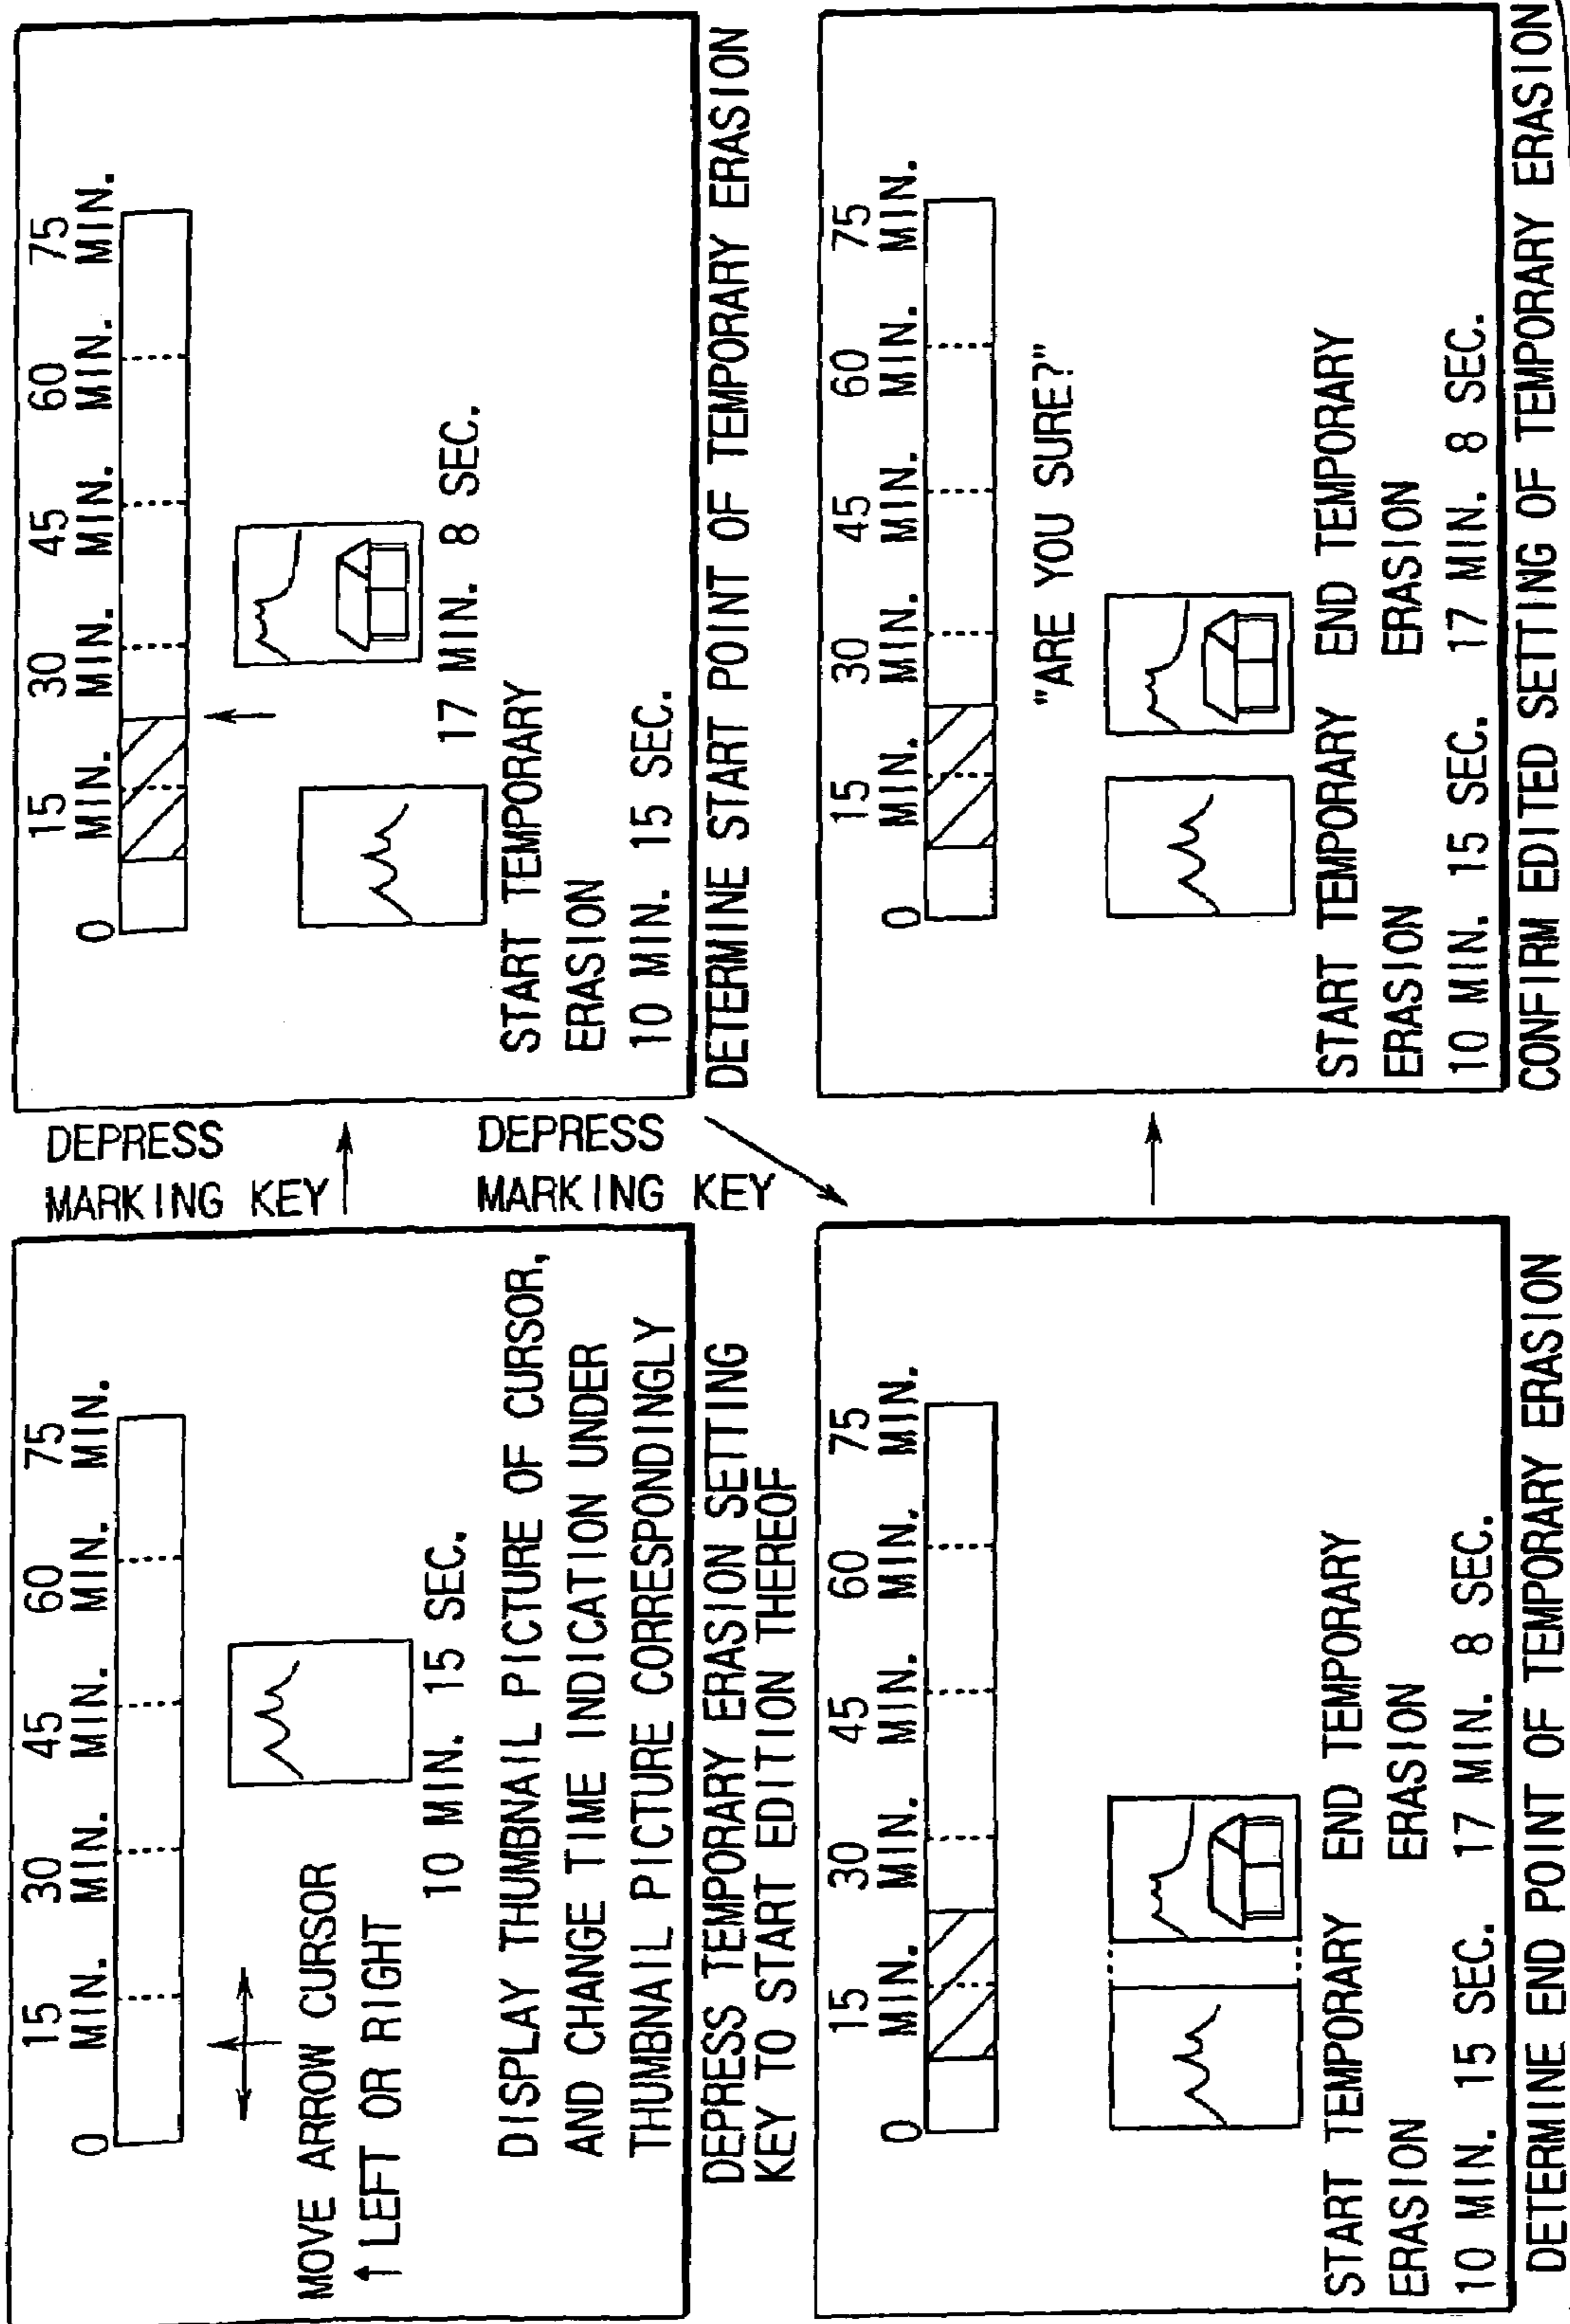 0
15 MIN.
30 MIN.
45 MIN.
60 MIN.
75 MIN.
MOVE ARROW CURSOR
↑ LEFT OR RIGHT
10 MIN. 15 SEC.
DISPLAY THUMBNAIL PICTURE OF CURSOR,
AND CHANGE TIME INDICATION UNDER
THUMBNAIL PICTURE CORRESPONDINGLY
DEPRESS TEMPORARY ERASION SETTING
KEY TO START EDITION THEREOF
DEPRESS
MARKING KEY
0
15 MIN.
30 MIN.
45 MIN.
60 MIN.
75 MIN.
17 MIN. 8 SEC.
START TEMPORARY
ERASION
10 MIN. 15 SEC.
DETERMINE START POINT OF TEMPORARY ERASION
DEPRESS
MARKING KEY
0
15 MIN.
30 MIN.
45 MIN.
60 MIN.
75 MIN.
START TEMPORARY END TEMPORARY
ERASION ERASION
10 MIN. 15 SEC. 17 MIN. 8 SEC.
DETERMINE END POINT OF TEMPORARY ERASION
0
15 MIN.
30 MIN.
45 MIN.
60 MIN.
75 MIN.
"ARE YOU SURE?"
START TEMPORARY END TEMPORARY
ERASION ERASION
10 MIN. 15 SEC. 17 MIN. 8 SEC.
CONFIRM EDITED SETTING OF TEMPORARY ERASION